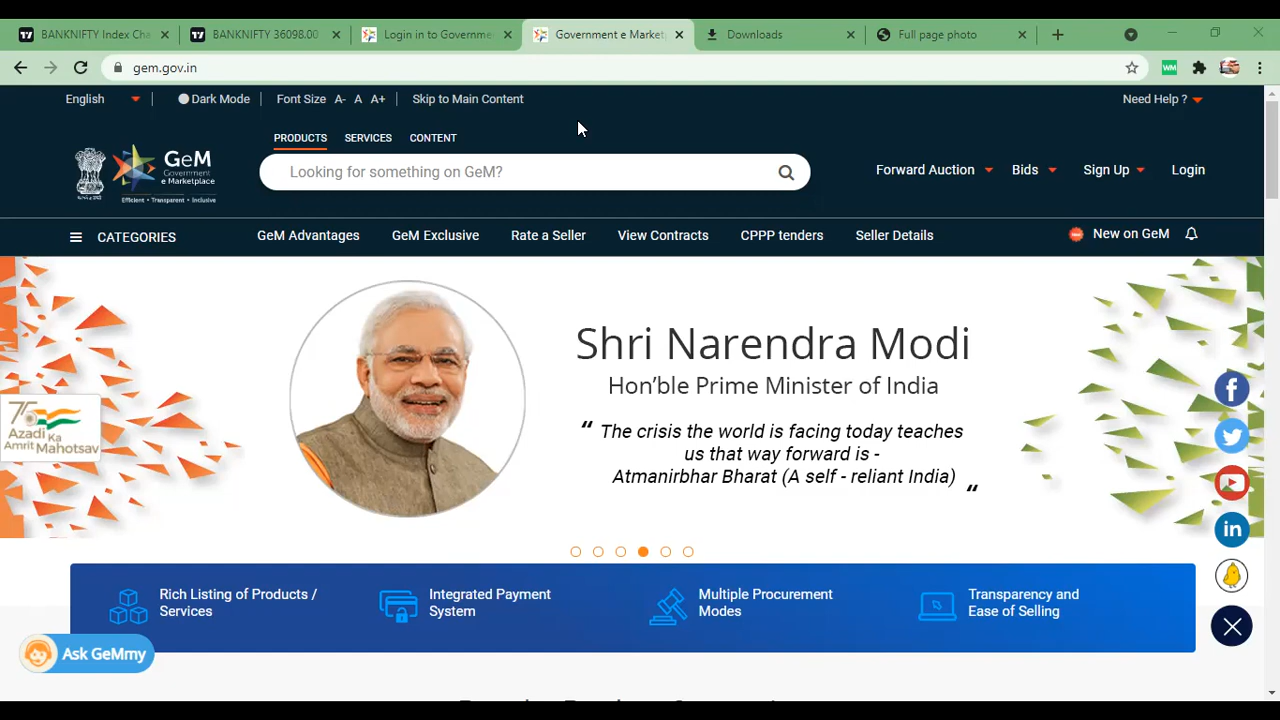 BANKNIFTY Index Cha
BANKNIFTY 36098.00
Login in to Governme
Government e Market
Downloads
Full page photo
gem.gov.in
WM
English
Dark Mode
Font Size A- A A+
Skip to Main Content
Need Help ?
PRODUCTS SERVICES CONTENT
GeM
Government
e Marketplace
Efficient • Transparent • Inclusive
Looking for something on GeM?
Forward Auction Bids Sign Up Login
CATEGORIES
GeM Advantages GeM Exclusive Rate a Seller View Contracts CPPP tenders Seller Details
New on GeM
Shri Narendra Modi
Hon’ble Prime Minister of India
“ The crisis the world is facing today teaches
us that way forward is -
Atmanirbhar Bharat (A self - reliant India) “
75
Azadi Ka
Amrit Mahotsav
Rich Listing of Products /
Services
Integrated Payment
System
Multiple Procurement
Modes
Transparency and
Ease of Selling
Ask GeMmy